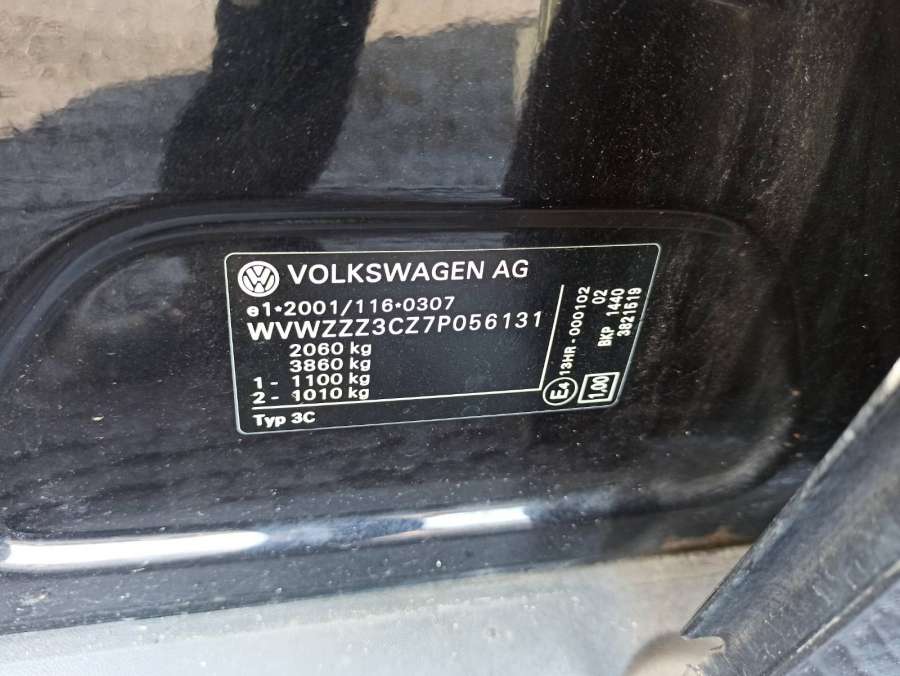 VOLKSWAGEN AG
e1*2001/116*0307
WVWZZZ3CZ7P056131
2060 kg
3860 kg
1 - 1100 kg
2 - 1010 kg
Typ 3C
E4 13HR - 000102
02
BKP 1440
3821519
1.00